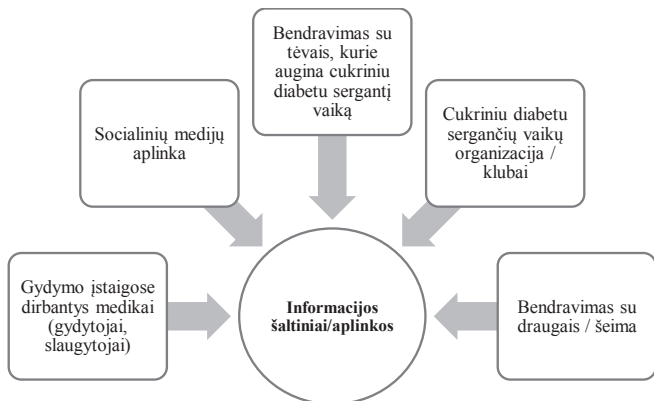 Bendravimas su
tėvais, kurie
augina cukriniu
diabetu sergantį
vaiką
Socialinių medijų
aplinka
Cukriniu diabetu
sergančių vaikų
organizacija /
klubai
Gydymo įstaigose
dirbantys medikai
(gydytojai,
slaugytojai)
Informacijos
šaltiniai/aplinkos
Bendravimas su
draugais / šeima